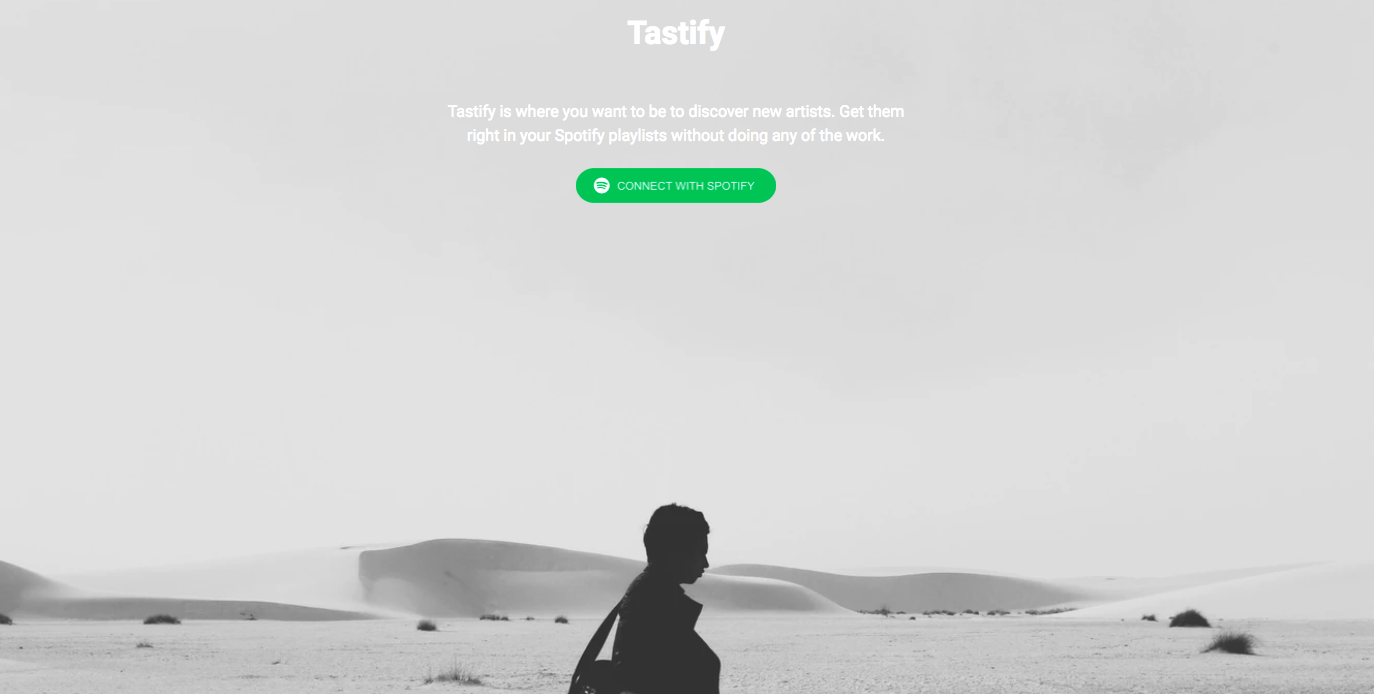 Tastify
Tastify is where you want to be to discover new artists. Get them
right in your Spotify playlists without doing any of the work.
CONNECT WITH SPOTIFY